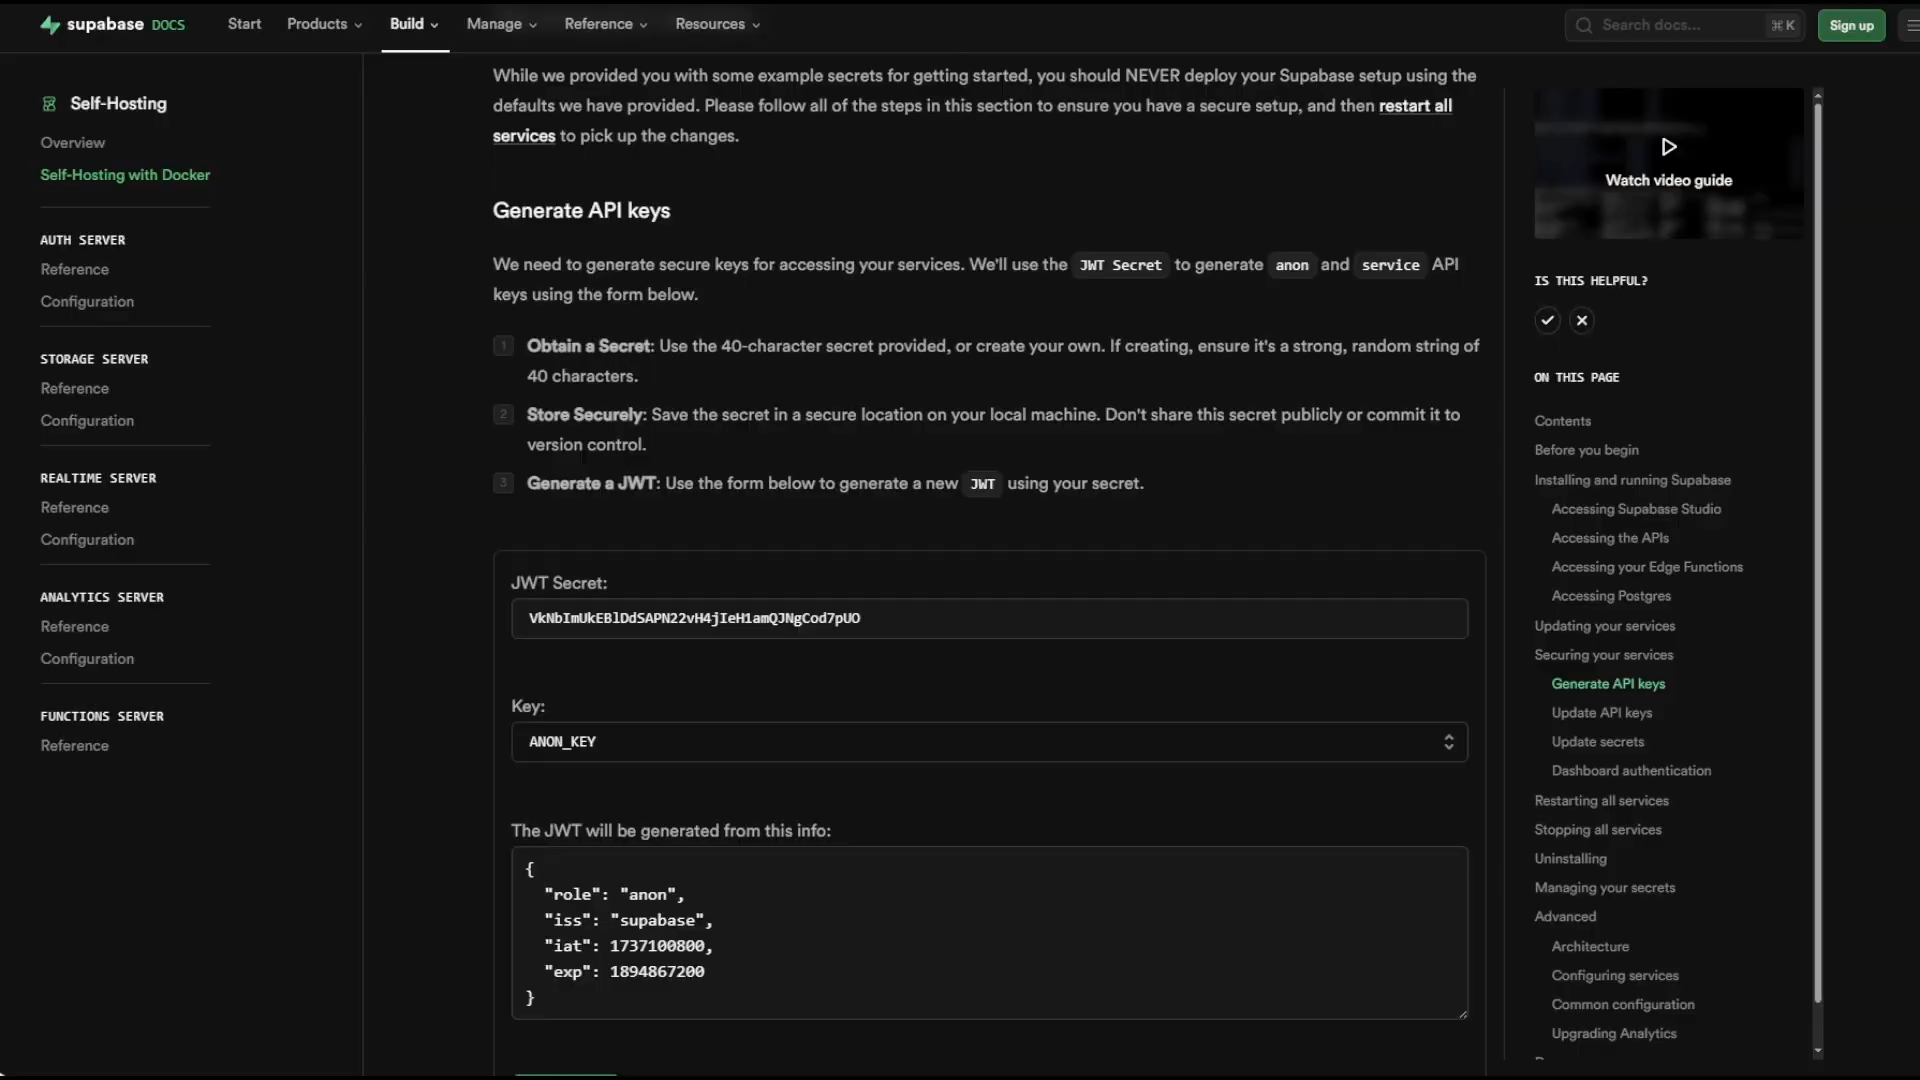 supabase DOCS
Start
Products
Build
Manage
Reference
Resources
Search docs...
⌘K
Sign up
Self-Hosting
Overview
Self-Hosting with Docker
AUTH SERVER
Reference
Configuration
STORAGE SERVER
Reference
Configuration
REALTIME SERVER
Reference
Configuration
ANALYTICS SERVER
Reference
Configuration
FUNCTIONS SERVER
Reference
While we provided you with some example secrets for getting started, you should NEVER deploy your Supabase setup using the
defaults we have provided. Please follow all of the steps in this section to ensure you have a secure setup, and then restart all
services to pick up the changes.
Generate API keys
We need to generate secure keys for accessing your services. We'll use the JWT Secret to generate anon and service API
keys using the form below.
1 Obtain a Secret: Use the 40-character secret provided, or create your own. If creating, ensure it's a strong, random string of
40 characters.
2 Store Securely: Save the secret in a secure location on your local machine. Don't share this secret publicly or commit it to
version control.
3 Generate a JWT: Use the form below to generate a new JWT using your secret.
JWT Secret:
VkNbImUkEBlDdSAPN22vH4jIeH1amQJNgCod7pUO
Key:
ANON_KEY
The JWT will be generated from this info:
{
"role": "anon",
"iss": "supabase",
"iat": 1737100800,
"exp": 1894867200
}
Watch video guide
IS THIS HELPFUL?
ON THIS PAGE
Contents
Before you begin
Installing and running Supabase
Accessing Supabase Studio
Accessing the APIs
Accessing your Edge Functions
Accessing Postgres
Updating your services
Securing your services
Generate API keys
Update API keys
Update secrets
Dashboard authentication
Restarting all services
Stopping all services
Uninstalling
Managing your secrets
Advanced
Architecture
Configuring services
Common configuration
Upgrading Analytics